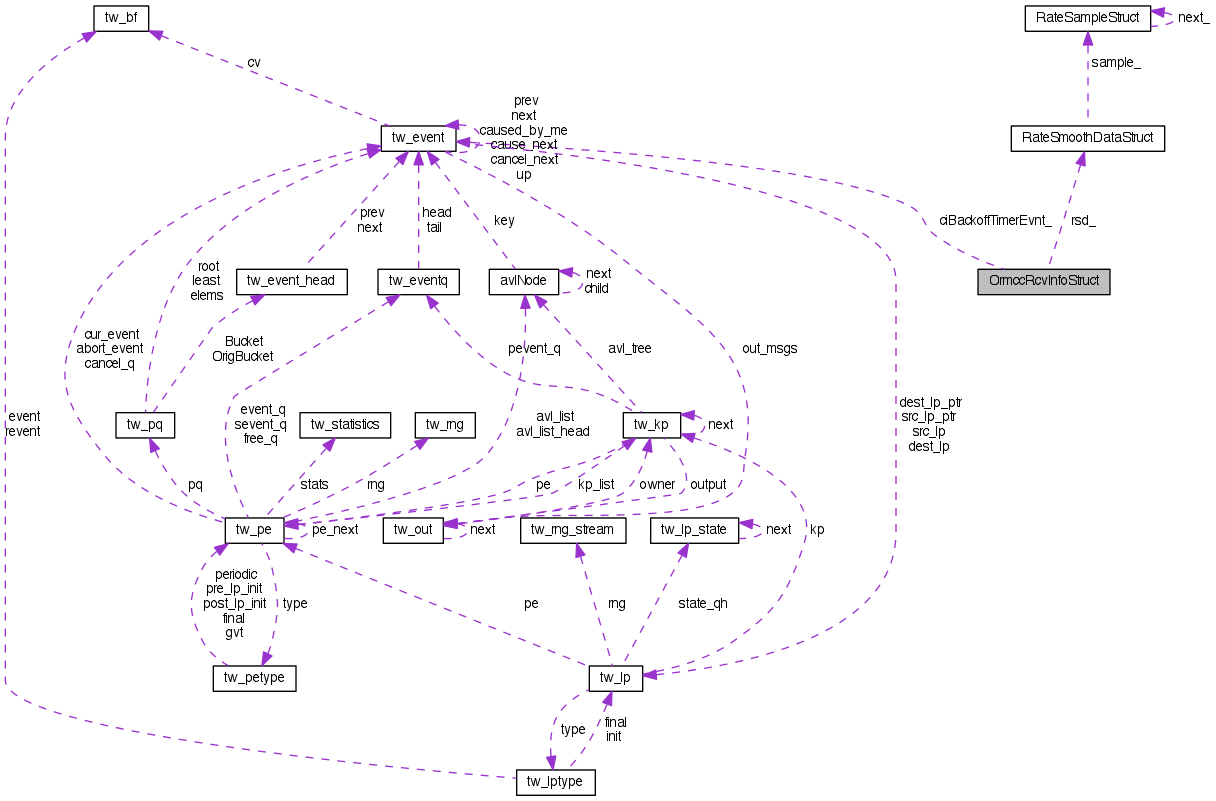 tw_bf
RateSampleStruct
next_
cv
sample_
prev
next
caused_by_me
cause_next
cancel_next
up
tw_event
RateSmoothDataStruct
ciBackoffTimerEvnt_
rsd_
prev
next
head
tail
key
root
least
elems
tw_event_head
tw_eventq
avlNode
next
child
OrmccRcvInfoStruct
cur_event
abort_event
cancel_q
Bucket
OrigBucket
pevent_q
avl_tree
out_msgs
event
revent
tw_pq
event_q
sevent_q
free_q
tw_statistics
tw_rng
avl_list
avl_list_head
tw_kp
next
dest_lp_ptr
src_lp_ptr
src_lp
dest_lp
pq
stats
rng
pe
kp_list
owner
output
tw_pe
pe_next
tw_out
next
tw_rng_stream
tw_lp_state
next
kp
periodic
pre_lp_init
post_lp_init
final
gvt
type
pe
rng
state_qh
tw_petype
tw_lp
type
final
init
tw_lptype